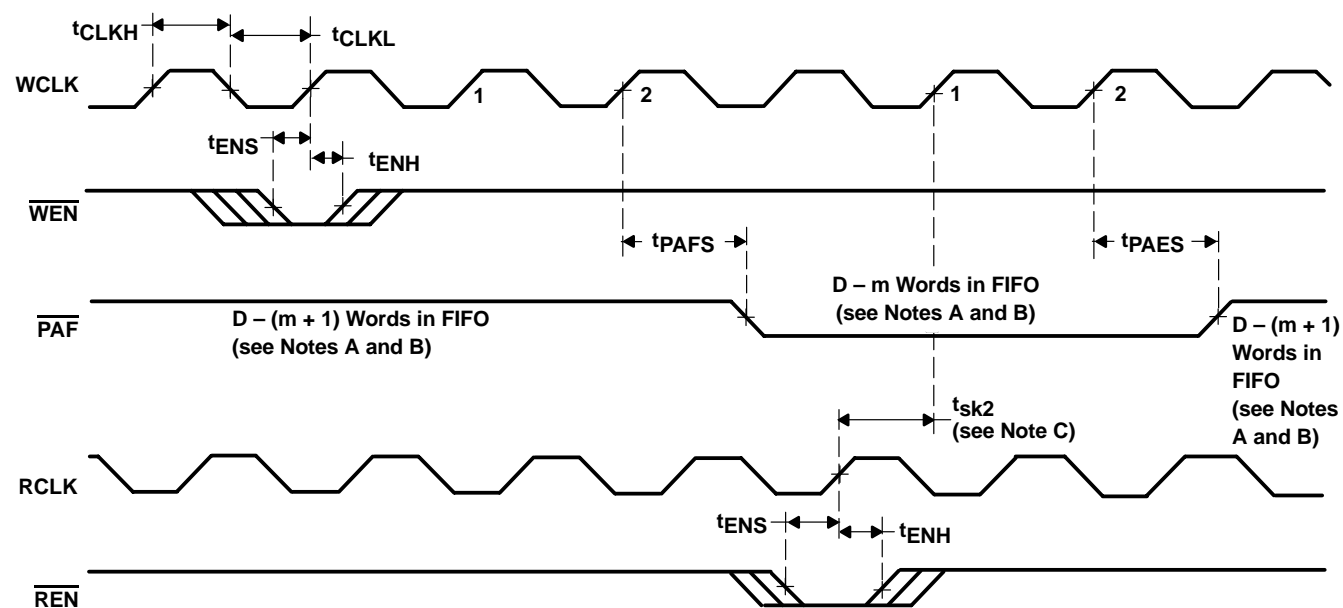 tCLKH
tCLKL
WCLK
1
2
1
2
tENS
tENH
WEN
tPAFS
tPAES
D – m Words in FIFO
(see Notes A and B)
PAF
D – (m + 1) Words in FIFO
(see Notes A and B)
D – (m + 1)
Words in
FIFO
(see Notes
A and B)
tsk2
(see Note C)
RCLK
tENS
tENH
REN